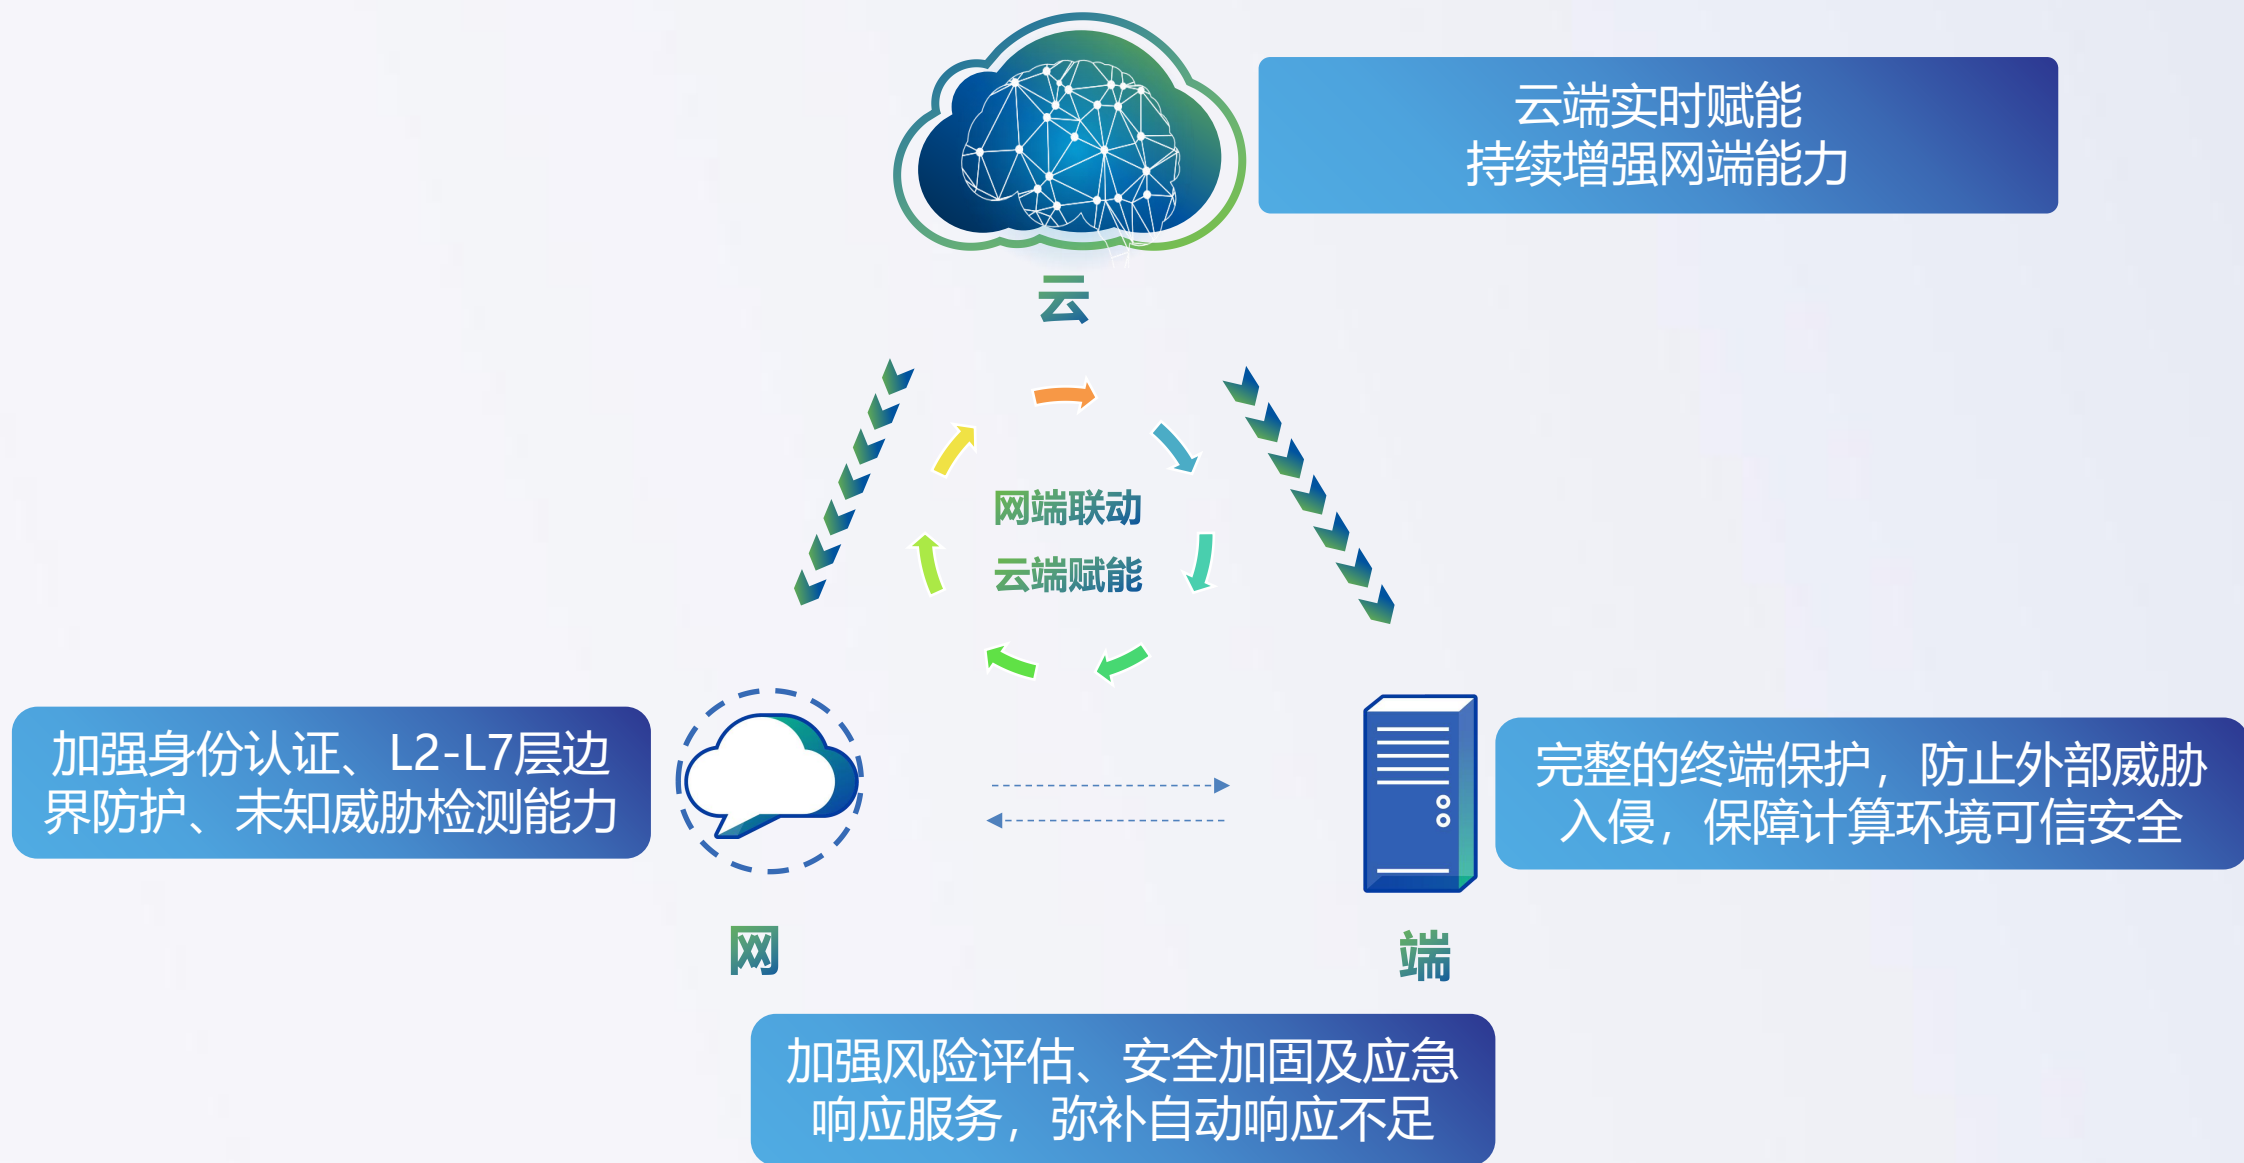 云端实时赋能
持续增强网端能力
云
网端联动
云端赋能
加强身份认证、L2-L7层边
界防护、未知威胁检测能力
完整的终端保护，防止外部威胁
入侵，保障计算环境可信安全
网
端
加强风险评估、安全加固及应急
响应服务，弥补自动响应不足